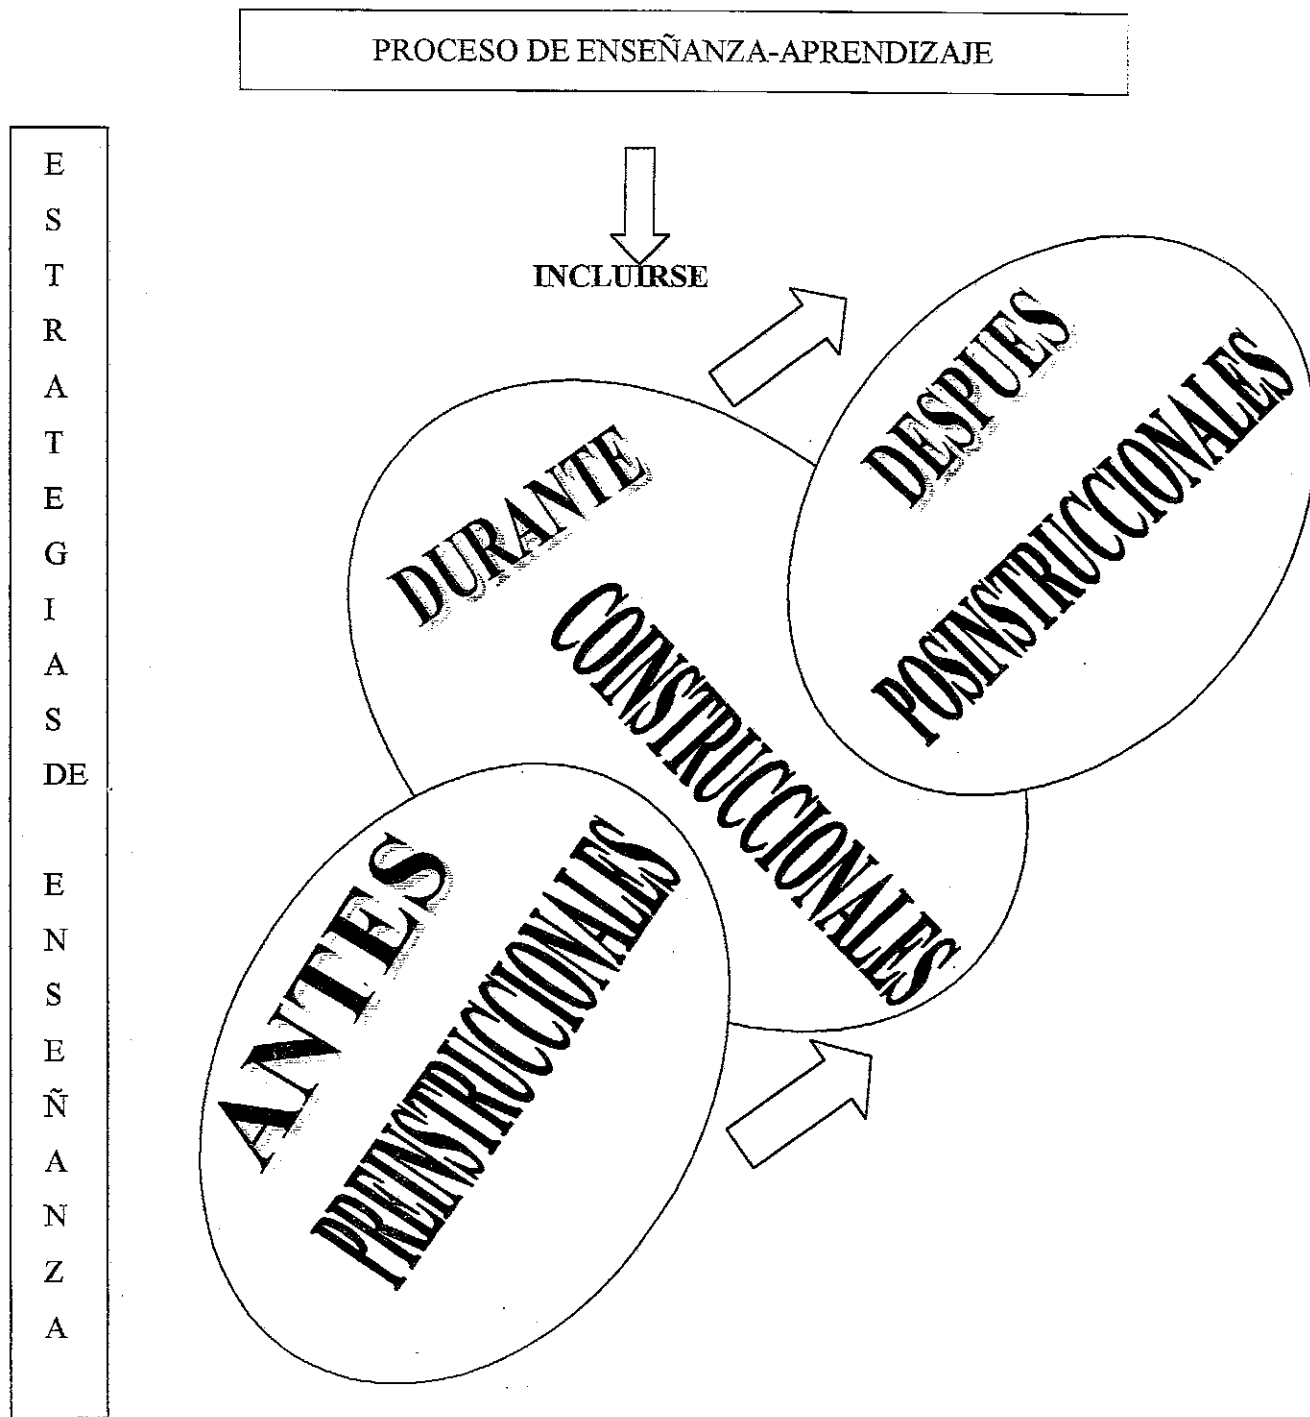 PROCESO DE ENSEÑANZA-APRENDIZAJE
E
S
T
R
A
T
E
G
I
A
S
DE
E
N
S
E
Ñ
A
N
Z
A
INCLUIRSE
DESPUES
POSINSTRUCCIONALES
DURANTE
COINSTRUCCIONALES
ANTES
PREINSTRUCCIONALES